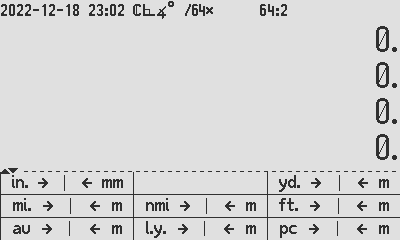 2022-12-18 23:02 ℂ∡° /64× 64:2
0.
0.
0.
0.
in. → | ← mm yd. → | ← m
mi. → | ← m nmi → | ← m ft. → | ← m
au → | ← m l.y. → | ← m pc → | ← m